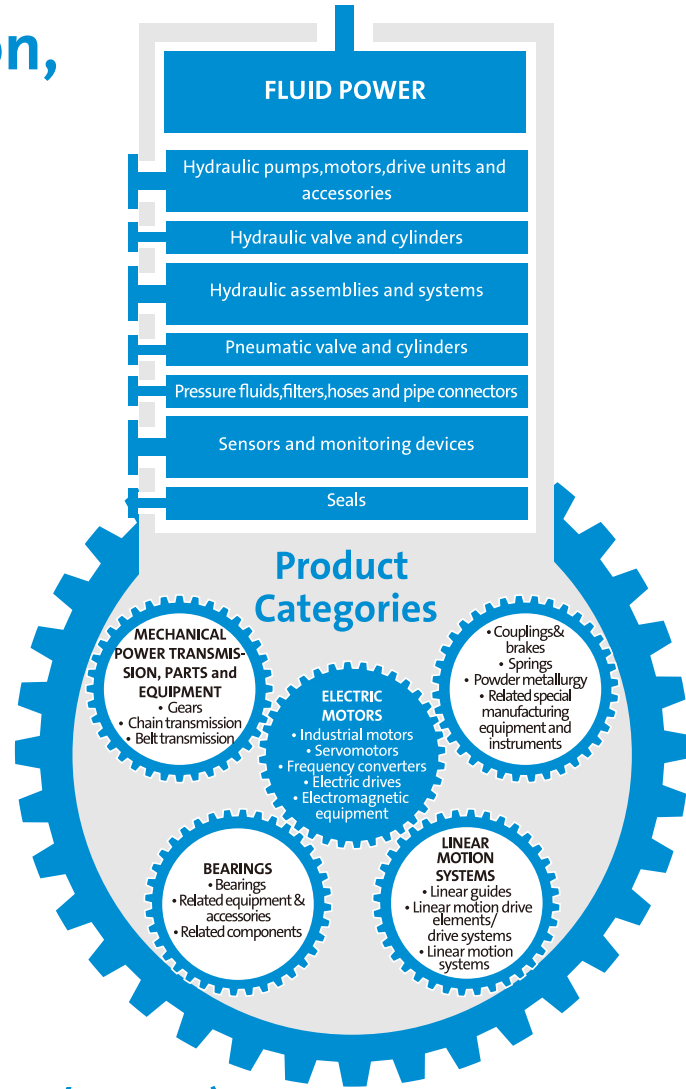 on,
FLUID POWER
Hydraulic pumps,motors,drive units and
accessories
Hydraulic valve and cylinders
Hydraulic assemblies and systems
Pneumatic valve and cylinders
Pressure fluids,filters,hoses and pipe connectors
Sensors and monitoring devices
Seals
Product
Categories
MECHANICAL
POWER TRANSMIS-
SION, PARTS and
EQUIPMENT
• Gears
• Chain transmission
• Belt transmission
• Couplings&
brakes
• Springs
• Powder metallurgy
• Related special
manufacturing
equipment and
instruments
ELECTRIC
MOTORS
• Industrial motors
• Servomotors
• Frequency converters
• Electric drives
• Electromagnetic
equipment
BEARINGS
• Bearings
• Related equipment &
accessories
• Related components
LINEAR
MOTION
SYSTEMS
• Linear guides
• Linear motion drive
elements/
drive systems
• Linear motion
systems